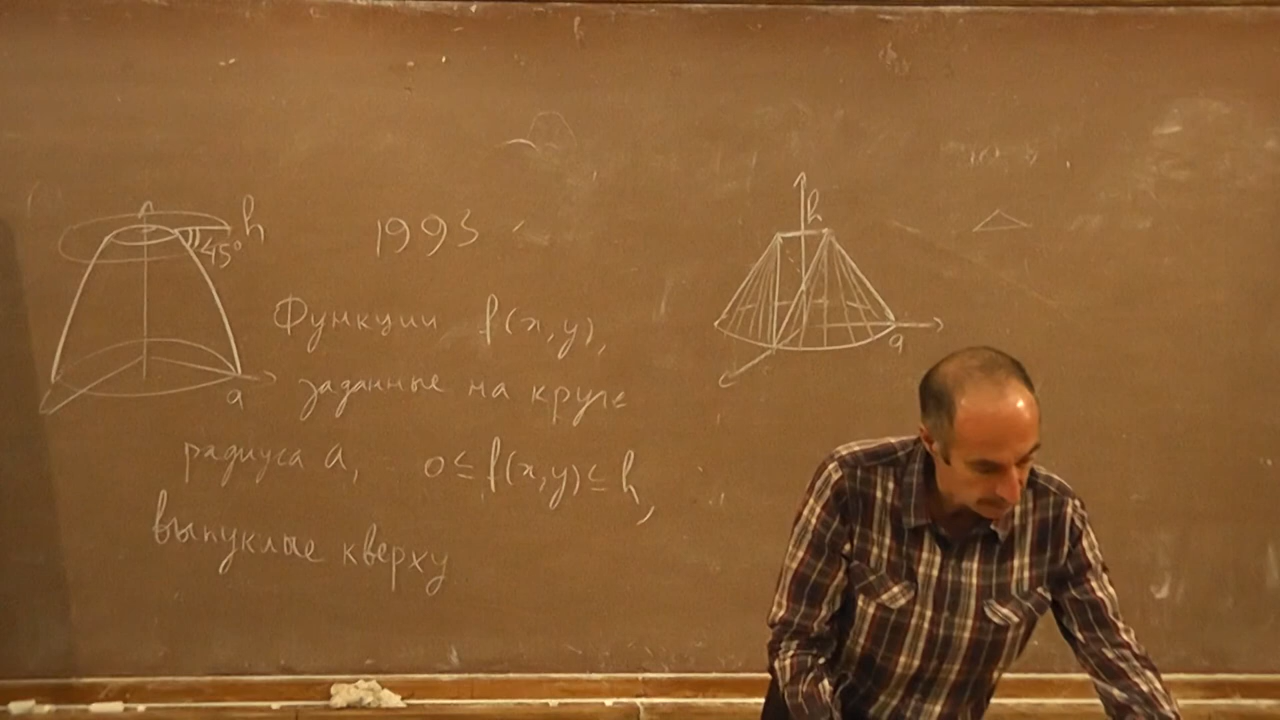 h
45°
a
1993
Функции f(x,y),
заданные на круге
радиуса a, 0≤f(x,y)≤h,
выпуклые кверху
h
a